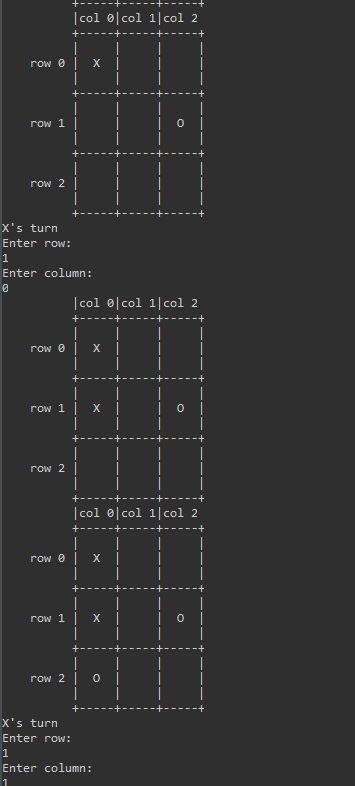 +-----+-----+-----+
|col 0|col 1|col 2
+-----+-----+-----+
|     |     |     |
row 0 |  X  |     |     |
|     |     |     |
+-----+-----+-----+
|     |     |     |
row 1 |     |     |  O  |
|     |     |     |
+-----+-----+-----+
|     |     |     |
row 2 |     |     |     |
|     |     |     |
+-----+-----+-----+
X's turn
Enter row:
1
Enter column:
0
|col 0|col 1|col 2
+-----+-----+-----+
|     |     |     |
row 0 |  X  |     |     |
|     |     |     |
+-----+-----+-----+
|     |     |     |
row 1 |  X  |     |  O  |
|     |     |     |
+-----+-----+-----+
|     |     |     |
row 2 |     |     |     |
|     |     |     |
+-----+-----+-----+
|col 0|col 1|col 2
+-----+-----+-----+
|     |     |     |
row 0 |  X  |     |     |
|     |     |     |
+-----+-----+-----+
|     |     |     |
row 1 |  X  |     |  O  |
|     |     |     |
+-----+-----+-----+
|     |     |     |
row 2 |  O  |     |     |
|     |     |     |
+-----+-----+-----+
X's turn
Enter row:
1
Enter column:
1